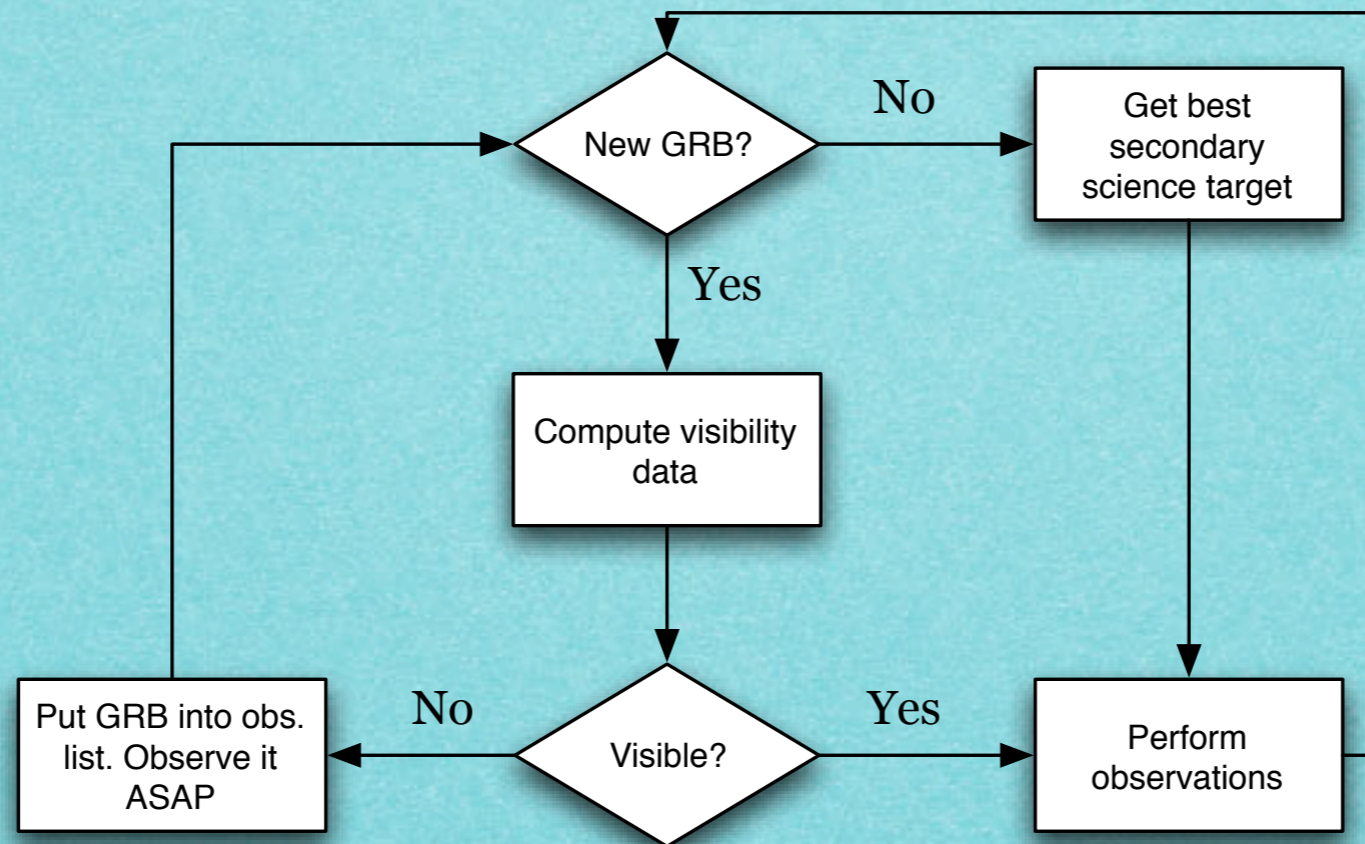 New GRB?
No
Get best
secondary
science target
Yes
Compute visibility
data
Put GRB into obs.
list. Observe it
ASAP
No
Visible?
Yes
Perform
observations